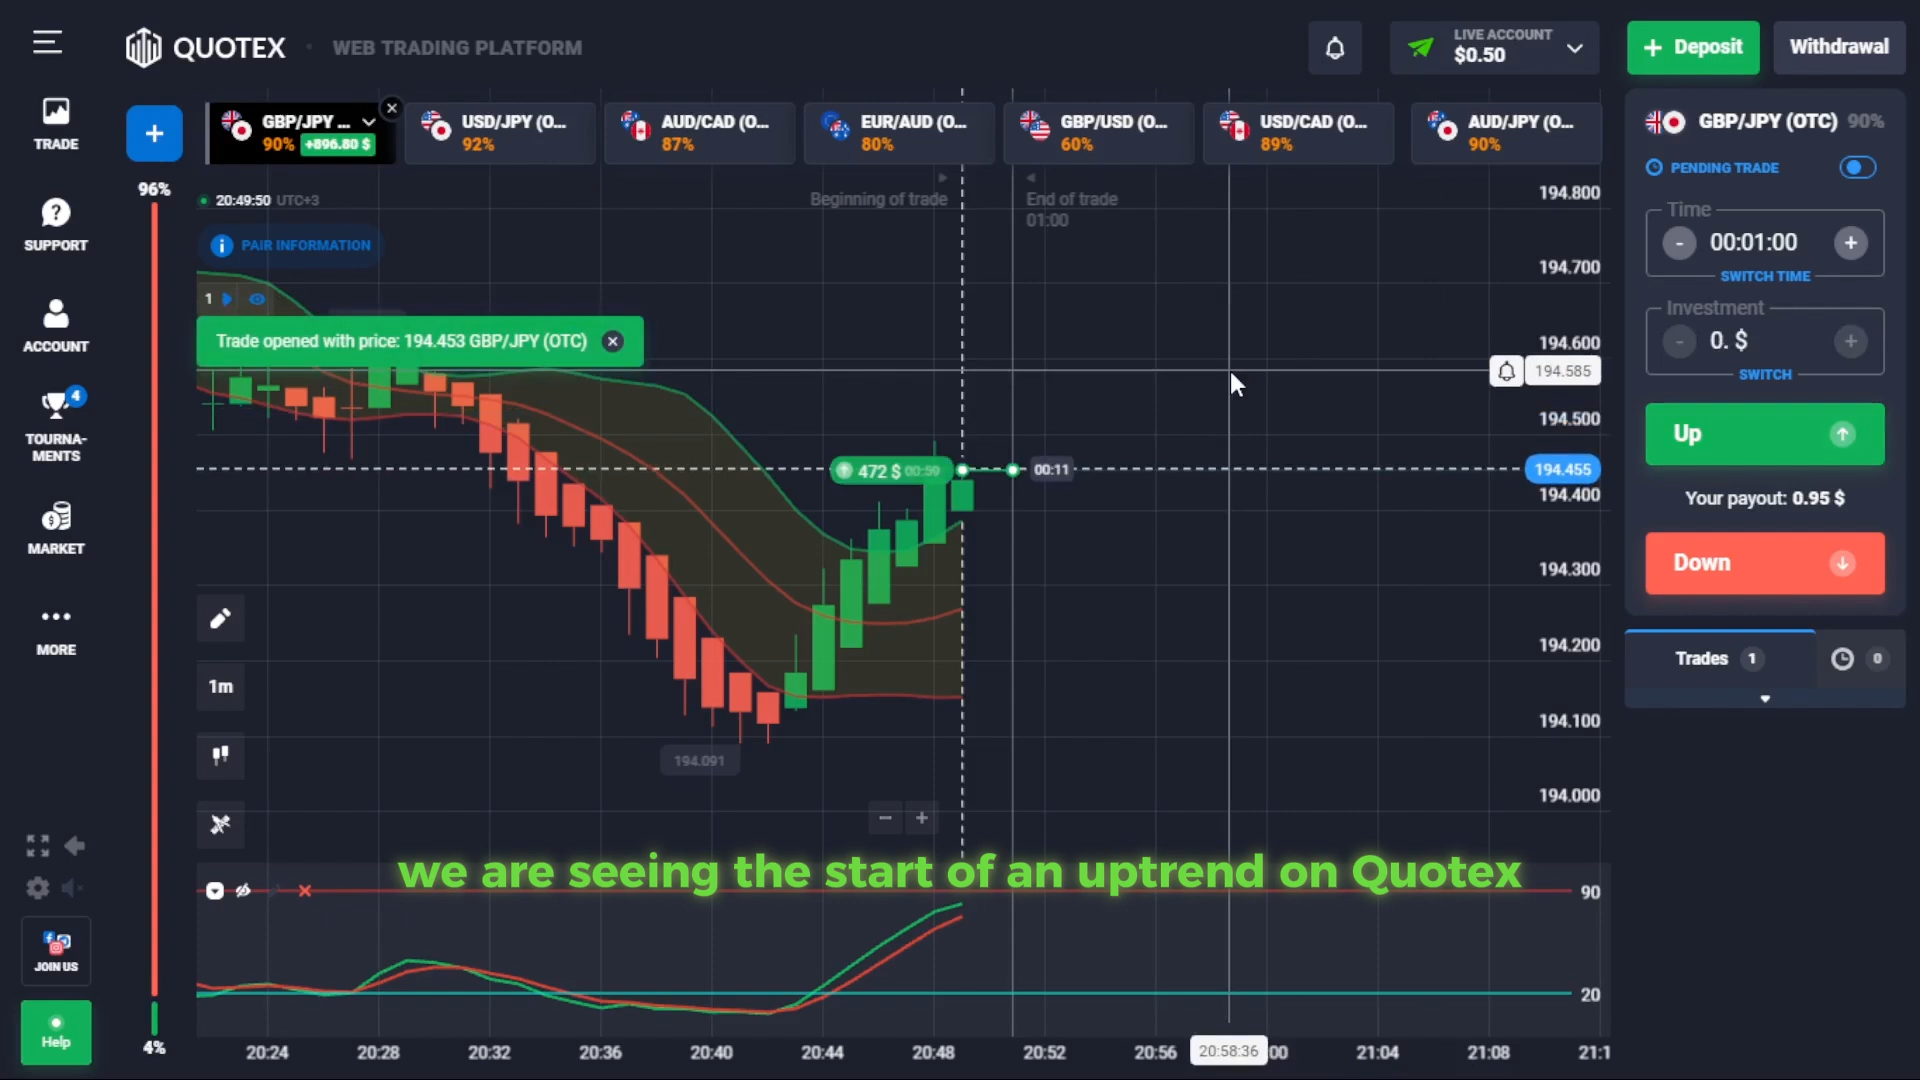 QUOTEX
WEB TRADING PLATFORM
LIVE ACCOUNT
$0.50
+ Deposit
Withdrawal
TRADE
SUPPORT
ACCOUNT
4
TOURNA-
MENTS
MARKET
MORE
JOIN US
Help
+
GBP/JPY ...
90% +896.80 $
USD/JPY (O...
92%
AUD/CAD (O...
87%
EUR/AUD (O...
80%
GBP/USD (O...
60%
USD/CAD (O...
89%
AUD/JPY (O...
90%
96%
4%
20:49:50 UTC+3
PAIR INFORMATION
1
Trade opened with price: 194.453 GBP/JPY (OTC)
Beginning of trade
End of trade
01:00
472 $ 00:59
00:11
194.091
1m
194.800
194.700
194.600
194.585
194.500
194.455
194.400
194.300
194.200
194.100
194.000
we are seeing the start of an uptrend on Quotex
90
20
20:24
20:28
20:32
20:36
20:40
20:44
20:48
20:52
20:56
20:58:36
:00
21:04
21:08
21:1
GBP/JPY (OTC) 90%
PENDING TRADE
Time
- 00:01:00 +
SWITCH TIME
Investment
- 0. $ +
SWITCH
Up
Your payout: 0.95 $
Down
Trades 1
0